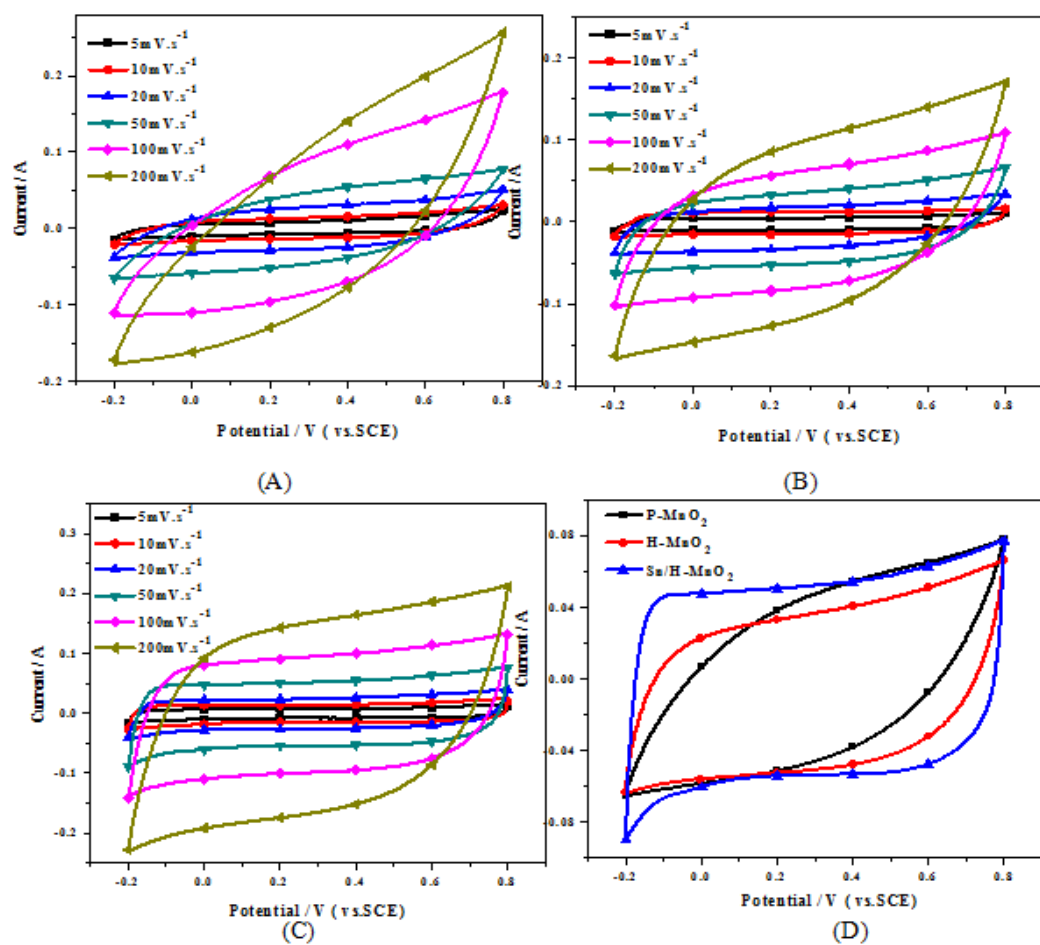 5mV.s⁻¹
10mV.s⁻¹
20mV.s⁻¹
50mV.s⁻¹
100mV.s⁻¹
200mV.s⁻¹
Current / A
0.2
0.1
0.0
-0.1
-0.2
-0.2 0.0 0.2 0.4 0.6 0.8
Potential / V ( vs.SCE)
(A)
5mV.s⁻¹
10mV.s⁻¹
20mV.s⁻¹
50mV.s⁻¹
100mV.s⁻¹
200mV.s⁻¹
Current / A
0.2
0.1
0.0
-0.1
-0.2
-0.2 0.0 0.2 0.4 0.6 0.8
Potential / V ( vs.SCE)
(B)
5mV.s⁻¹
10mV.s⁻¹
20mV.s⁻¹
50mV.s⁻¹
100mV.s⁻¹
200mV.s⁻¹
Current / A
0.3
0.2
0.1
0.0
-0.1
-0.2
-0.2 0.0 0.2 0.4 0.6 0.8
Potential / V ( vs.SCE)
(C)
P-MnO₂
H-MnO₂
Sn/H-MnO₂
Current / A
0.08
0.04
0.00
-0.04
-0.08
-0.2 0.0 0.2 0.4 0.6 0.8
Potential / V ( vs.SCE)
(D)